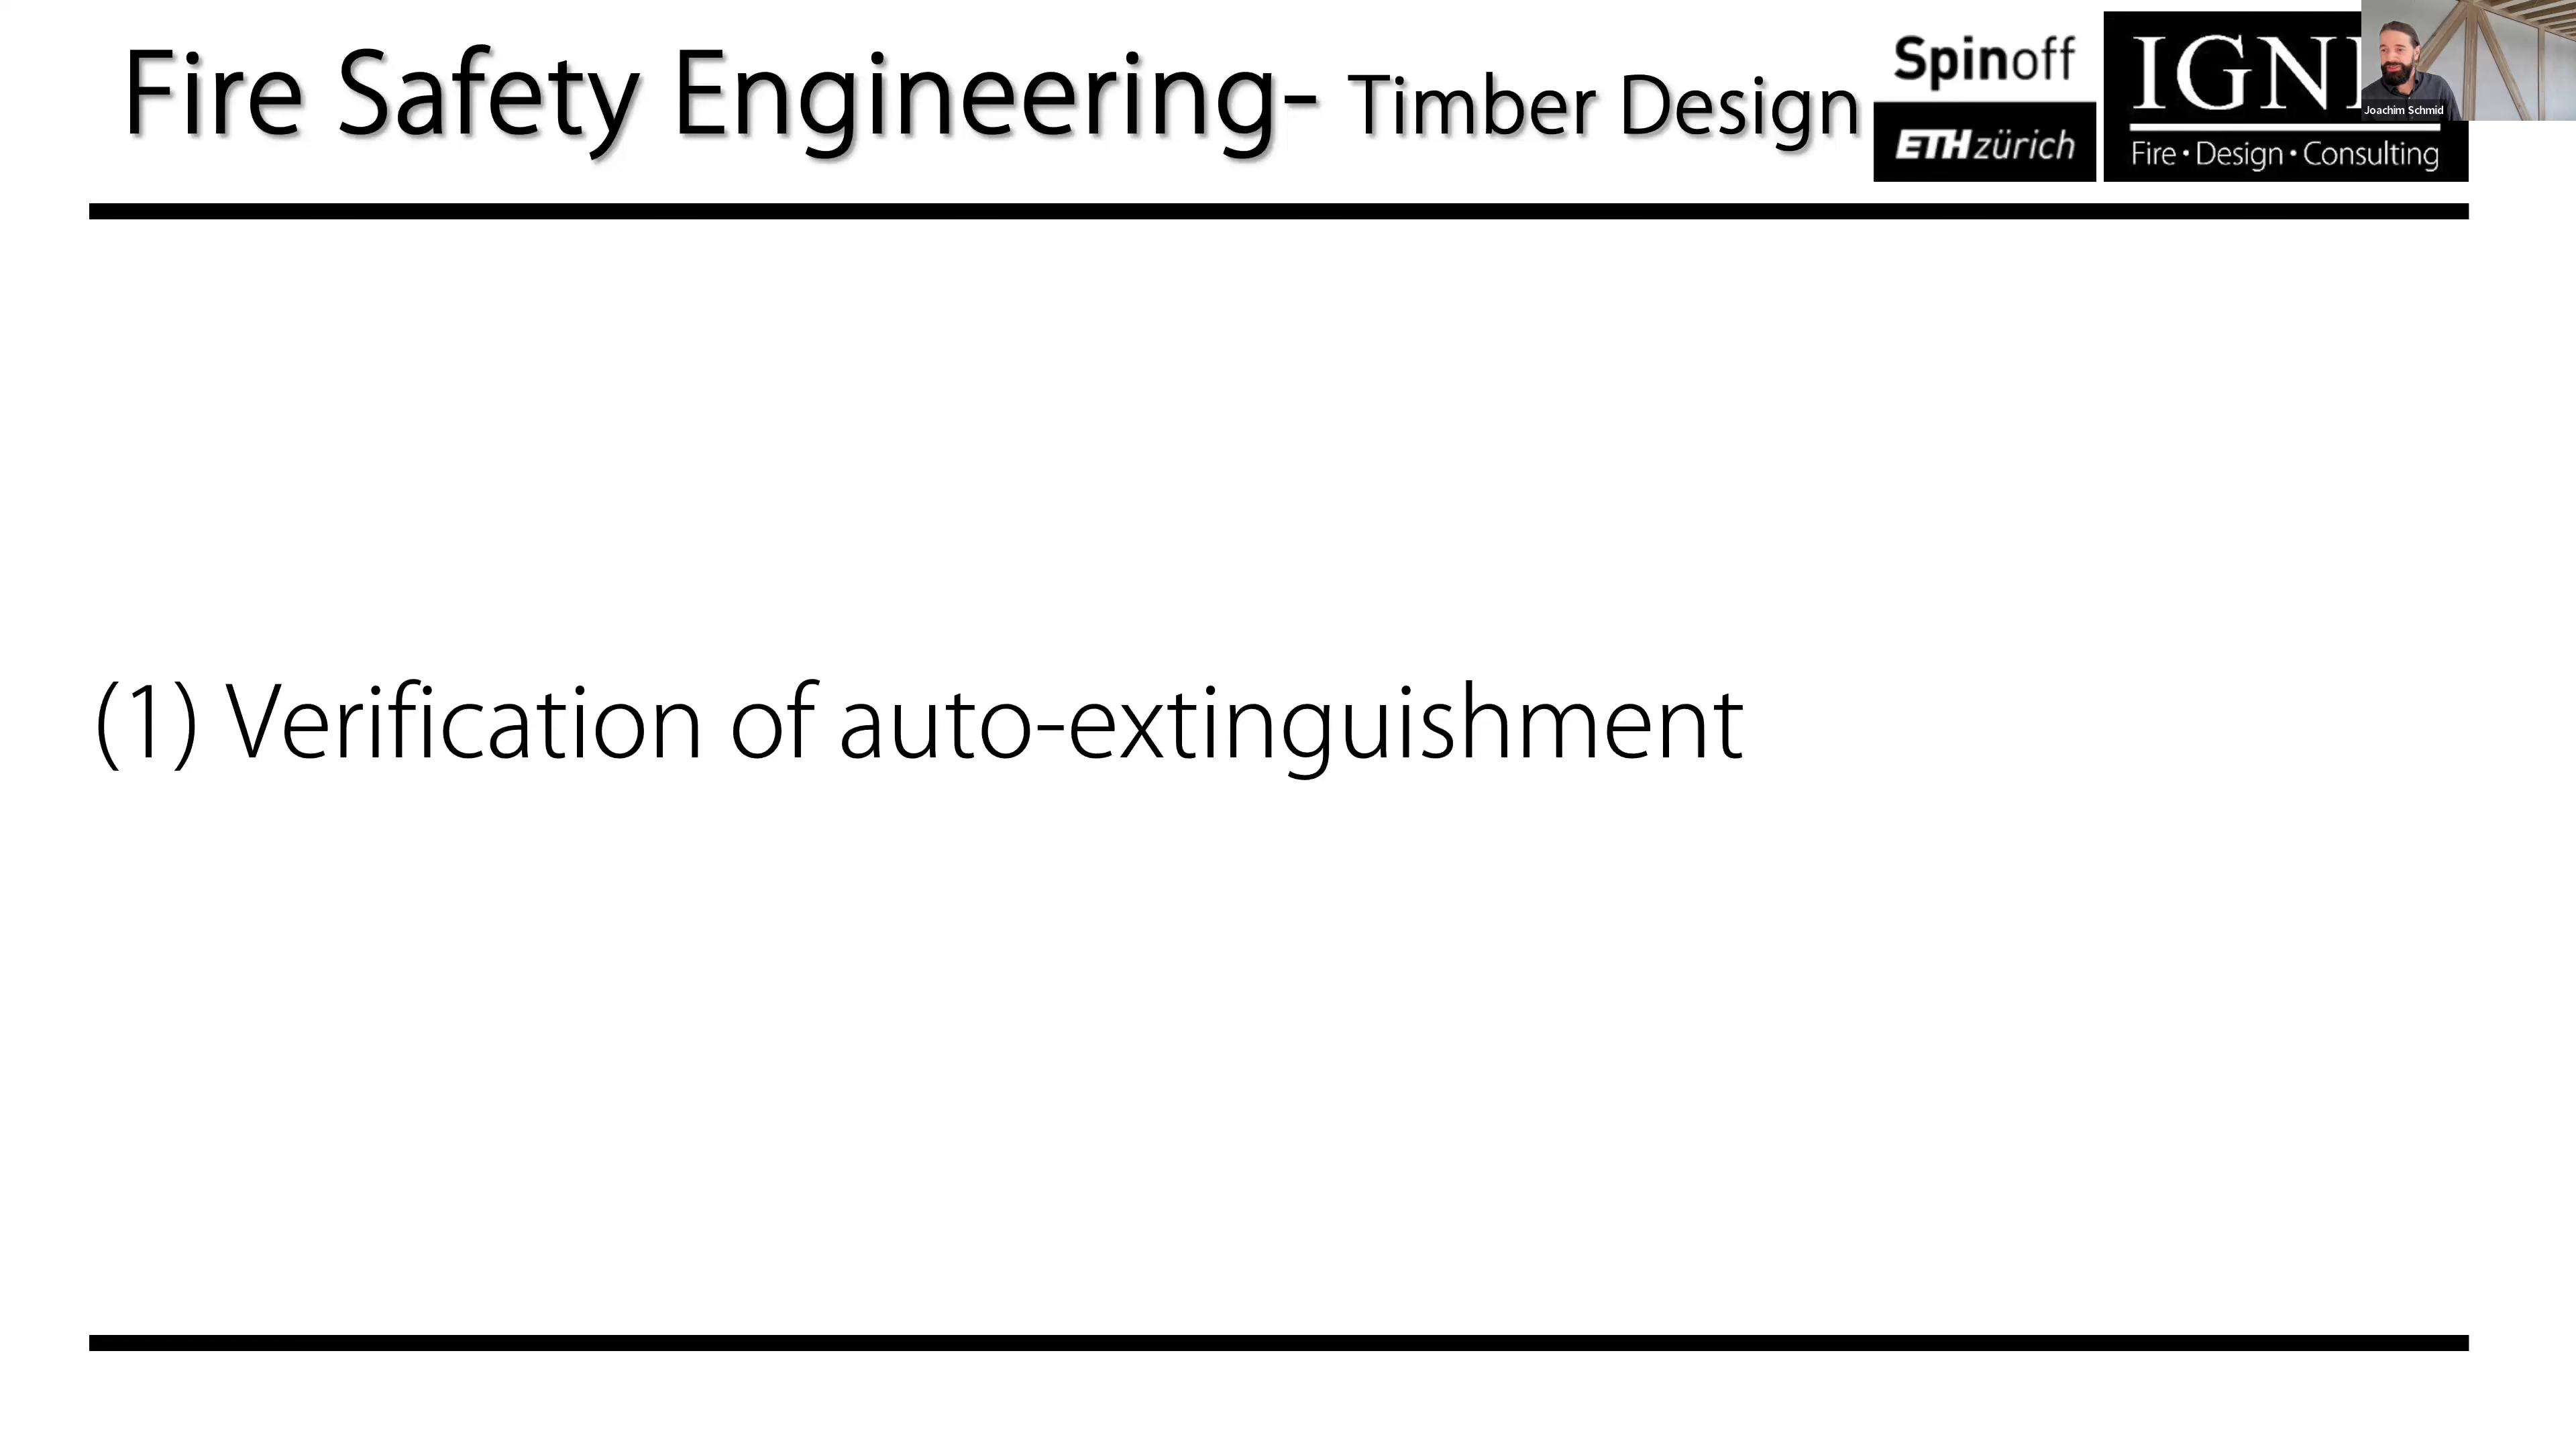 Fire Safety Engineering- Timber Design
Spinoff
ETH zürich
IGNI
Joachim Schmid
Fire • Design • Consulting
(1) Verification of auto-extinguishment